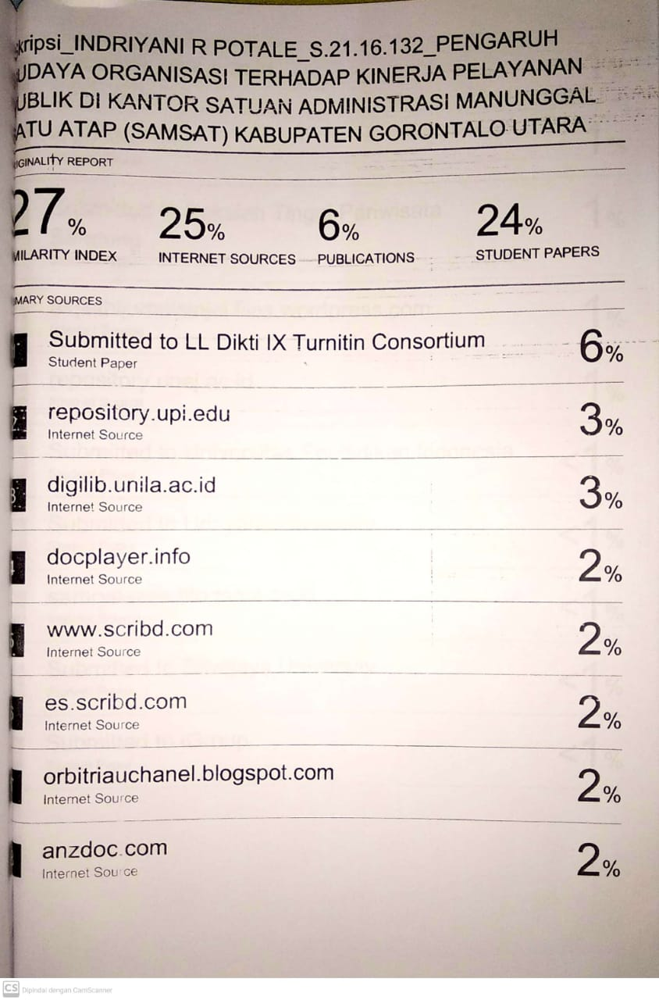 kripsi_INDRIYANI R POTALE_S.21.16.132_PENGARUH
UDAYA ORGANISASI TERHADAP KINERJA PELAYANAN
UBLIK DI KANTOR SATUAN ADMINISTRASI MANUNGGAL
ATU ATAP (SAMSAT) KABUPATEN GORONTALO UTARA
IGINALITY REPORT
27%
25%
6%
24%
MILARITY INDEX
INTERNET SOURCES
PUBLICATIONS
STUDENT PAPERS
MARY SOURCES
Submitted to LL Dikti IX Turnitin Consortium
Student Paper
6%
repository.upi.edu
Internet Source
3%
digilib.unila.ac.id
Internet Source
3%
docplayer.info
Internet Source
2%
www.scribd.com
Internet Source
2%
es.scribd.com
Internet Source
2%
orbitriauchanel.blogspot.com
Internet Source
2%
anzdoc.com
Internet Source
2%
CS Dipindai dengan CamScanner